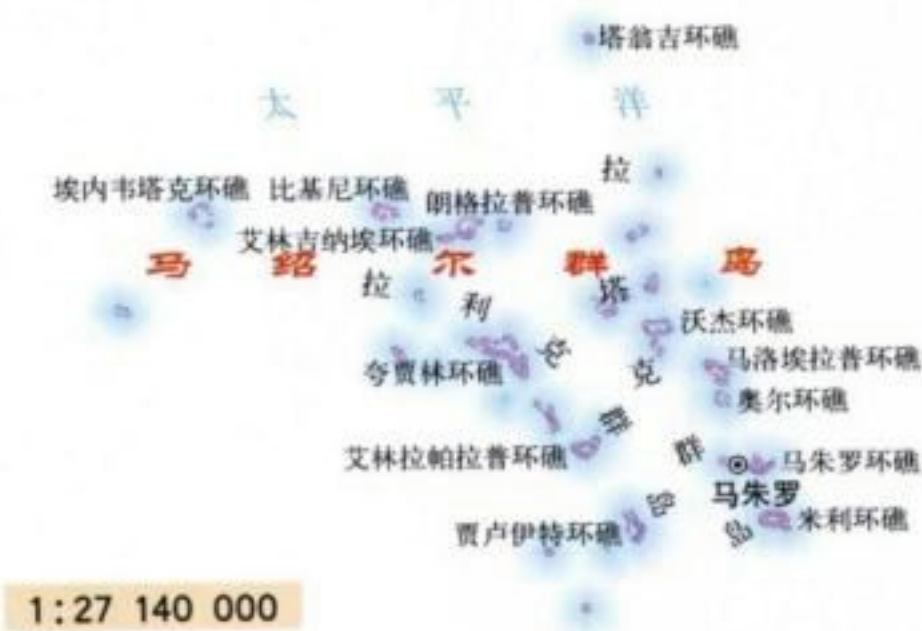 塔翁吉环礁
太平洋
埃内韦塔克环礁
比基尼环礁
朗格拉普环礁
艾林吉纳埃环礁
马绍尔群岛
拉塔克群岛
拉利克群岛
沃杰环礁
马洛埃拉普环礁
夸贾林环礁
奥尔环礁
艾林拉帕拉普环礁
马朱罗环礁
马朱罗
米利环礁
贾卢伊特环礁
1:27 140 000